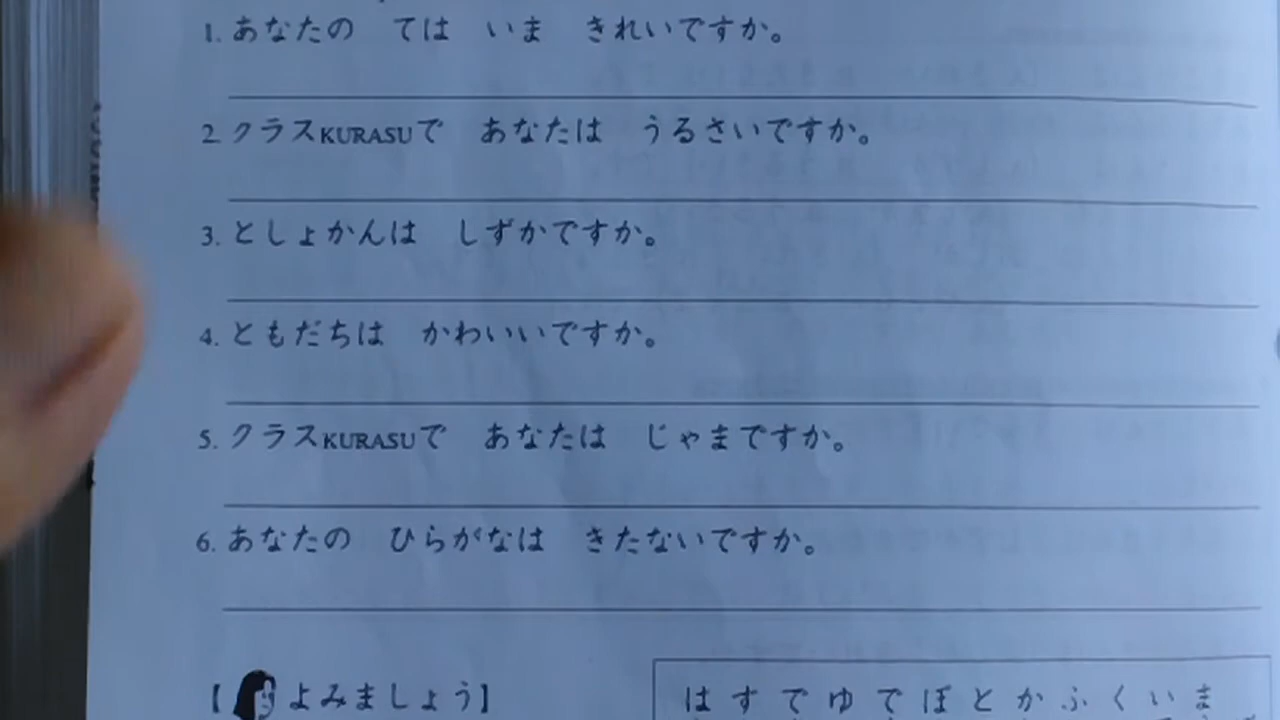 1. あなたの　ては　いま　きれいですか。
2. クラスKURASUで　あなたは　うるさいですか。
3. としょかんは　しずかですか。
4. ともだちは　かわいいですか。
5. クラスKURASUで　あなたは　じゃまですか。
6. あなたの　ひらがなは　きたないですか。
【よみましょう】
は す で ゆ で ぼ と か ふ く い ま